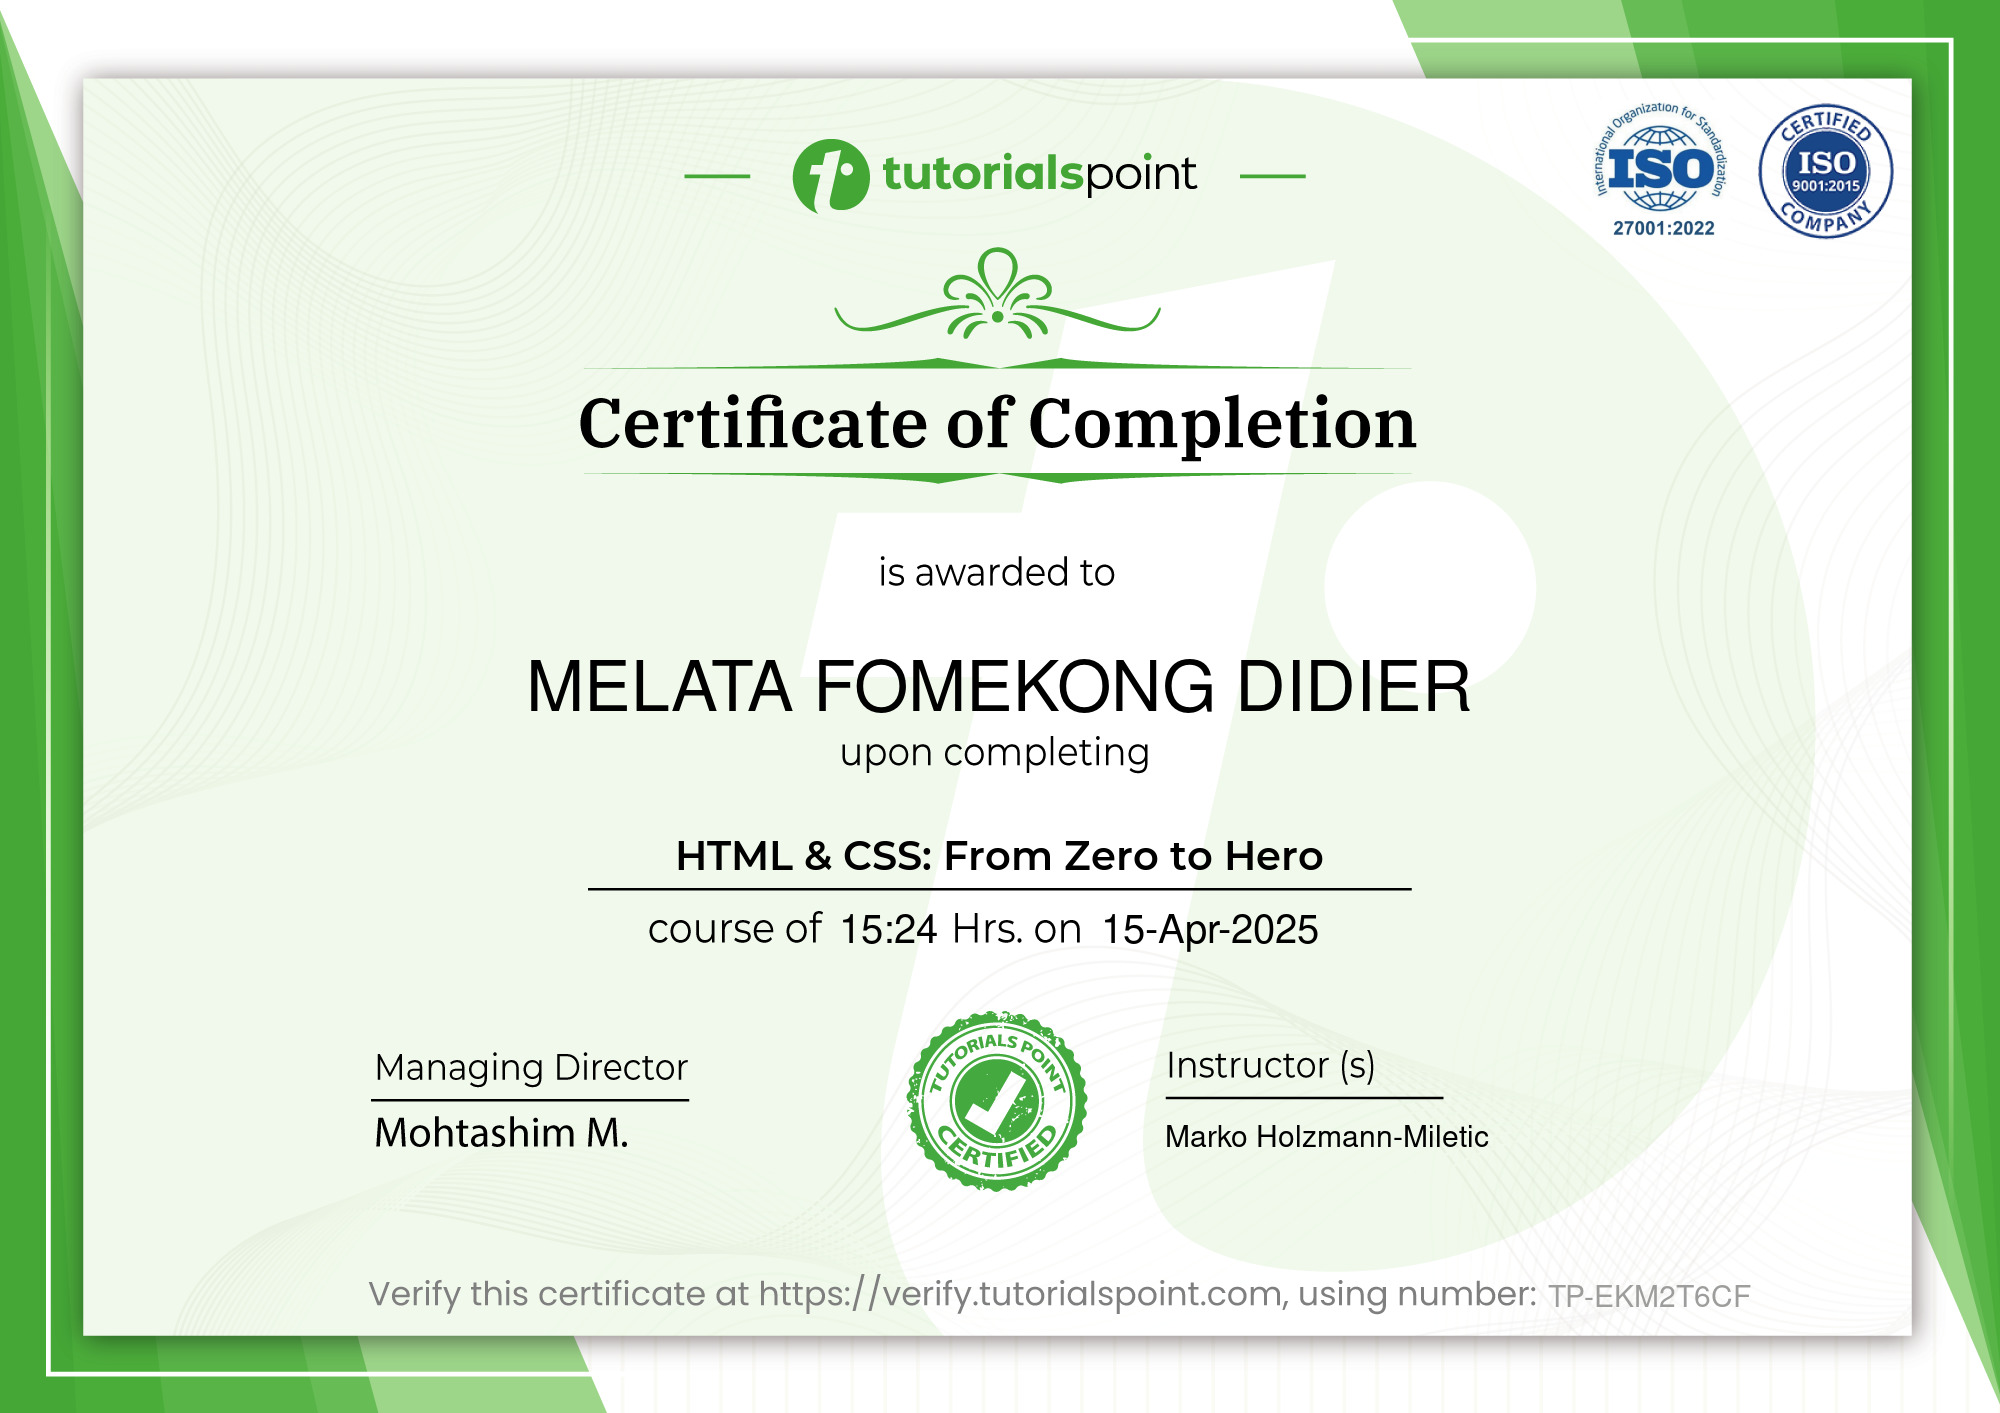 tutorialspoint
International Organization for Standardization
ISO
27001:2022
CERTIFIED
ISO
9001:2015
COMPANY
Certificate of Completion
is awarded to
MELATA FOMEKONG DIDIER
upon completing
HTML & CSS: From Zero to Hero
course of 15:24 Hrs. on 15-Apr-2025
Managing Director
Mohtashim M.
TUTORIALS POINT
CERTIFIED
Instructor (s)
Marko Holzmann-Miletic
Verify this certificate at https://verify.tutorialspoint.com, using number: TP-EKM2T6CF